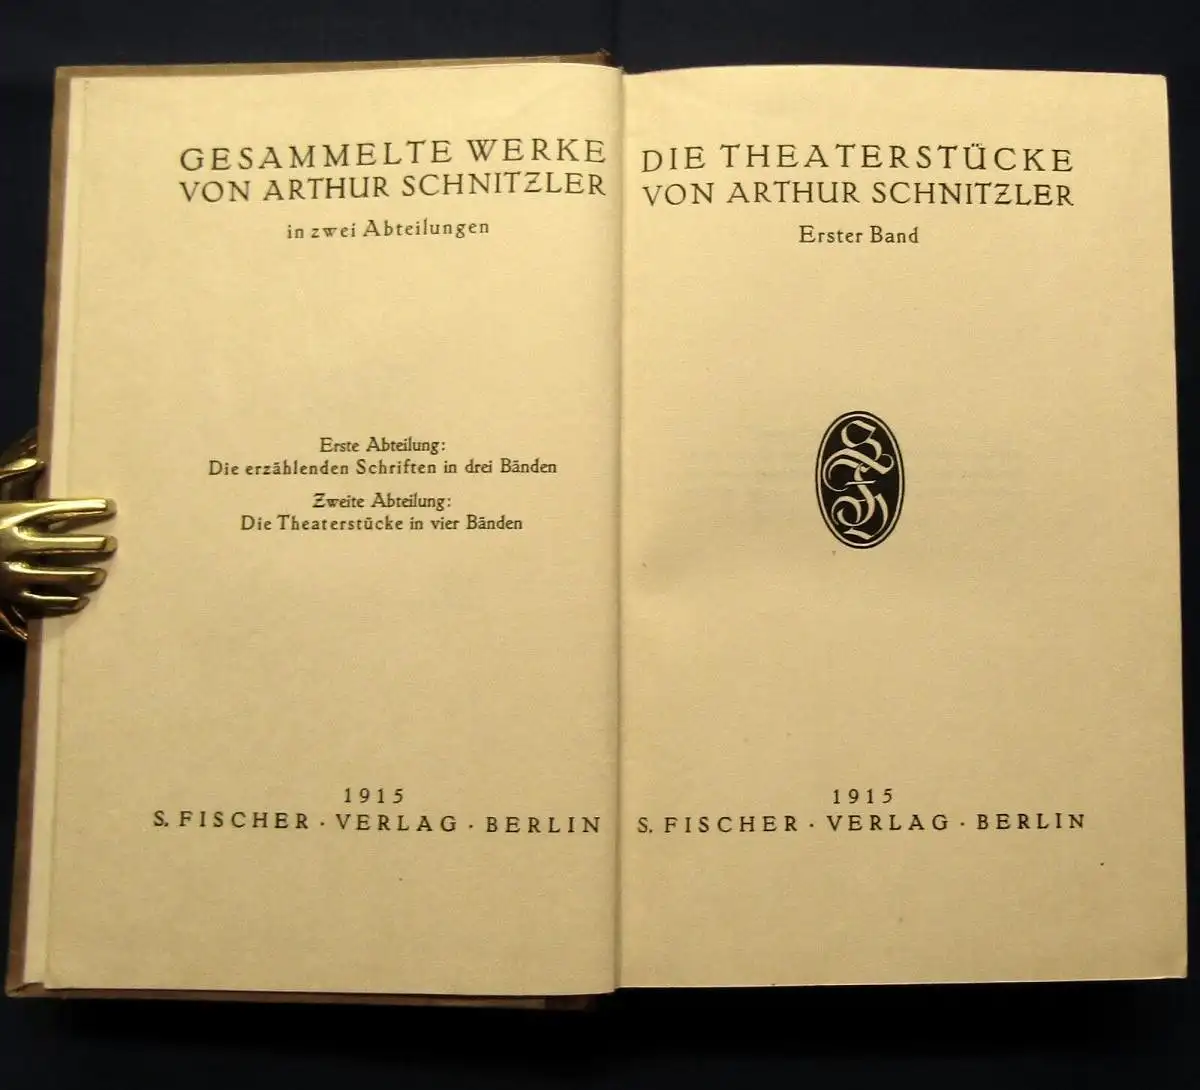 GESAMMELTE WERKE
VON ARTHUR SCHNITZLER
in zwei Abteilungen
Erste Abteilung:
Die erzählenden Schriften in drei Bänden
Zweite Abteilung:
Die Theaterstücke in vier Bänden
1915
S. FISCHER · VERLAG · BERLIN
DIE THEATERSTÜCKE
VON ARTHUR SCHNITZLER
Erster Band
SFV
1915
S. FISCHER · VERLAG · BERLIN